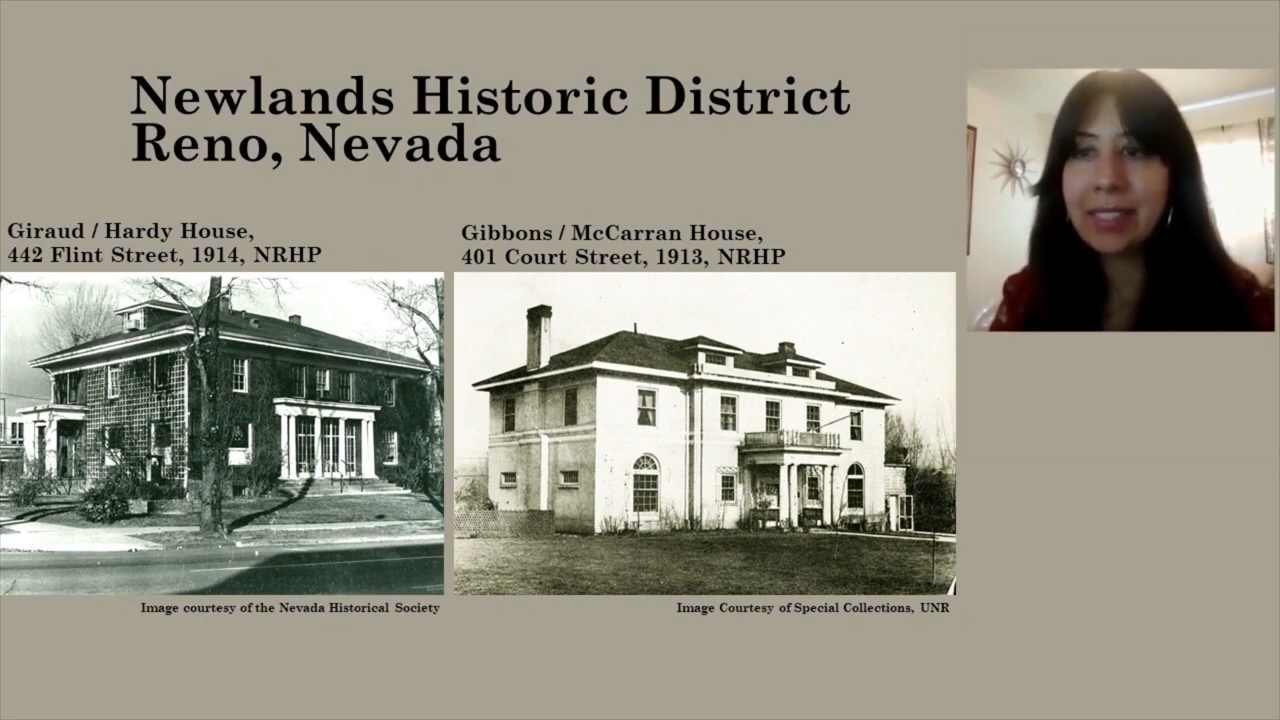 Newlands Historic District
Reno, Nevada
Giraud / Hardy House,
442 Flint Street, 1914, NRHP
Gibbons / McCarran House,
401 Court Street, 1913, NRHP
Image courtesy of the Nevada Historical Society
Image Courtesy of Special Collections, UNR